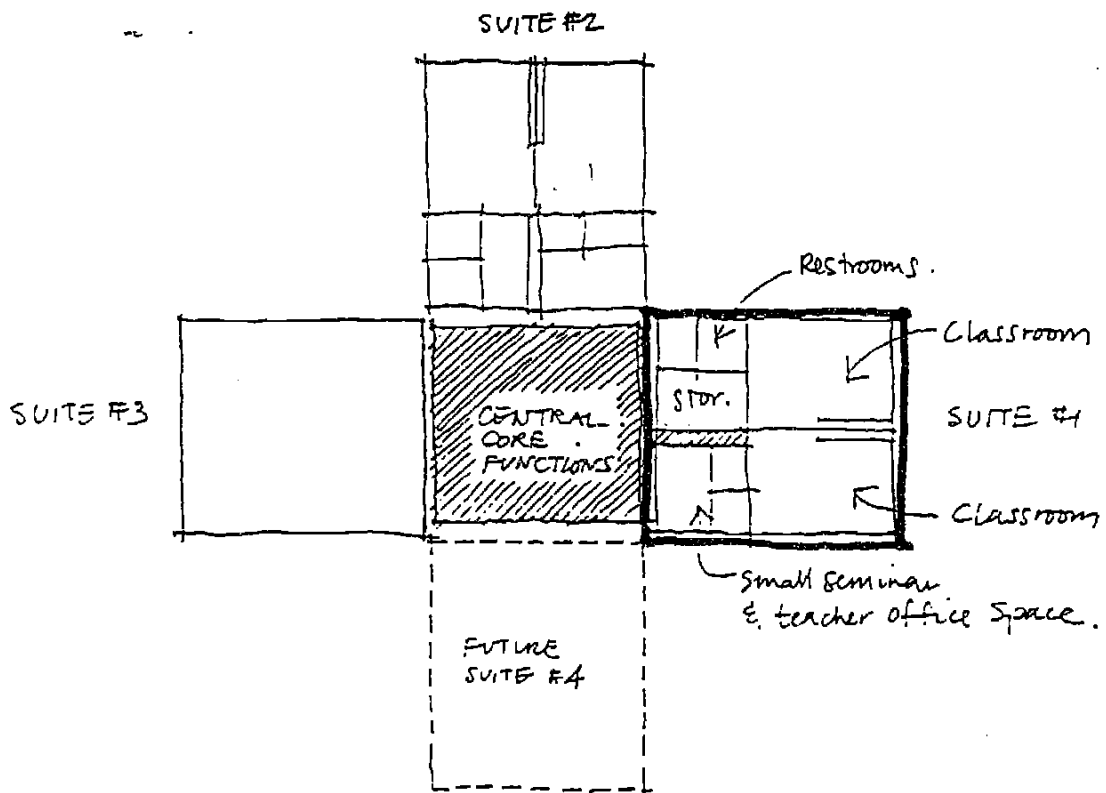 SUITE #2
Restrooms.
Classroom
Stor.
SUITE #3
CENTRAL
CORE
FUNCTIONS
SUITE #1
Classroom
Small seminar
& teacher office space.
FUTURE
SUITE #4